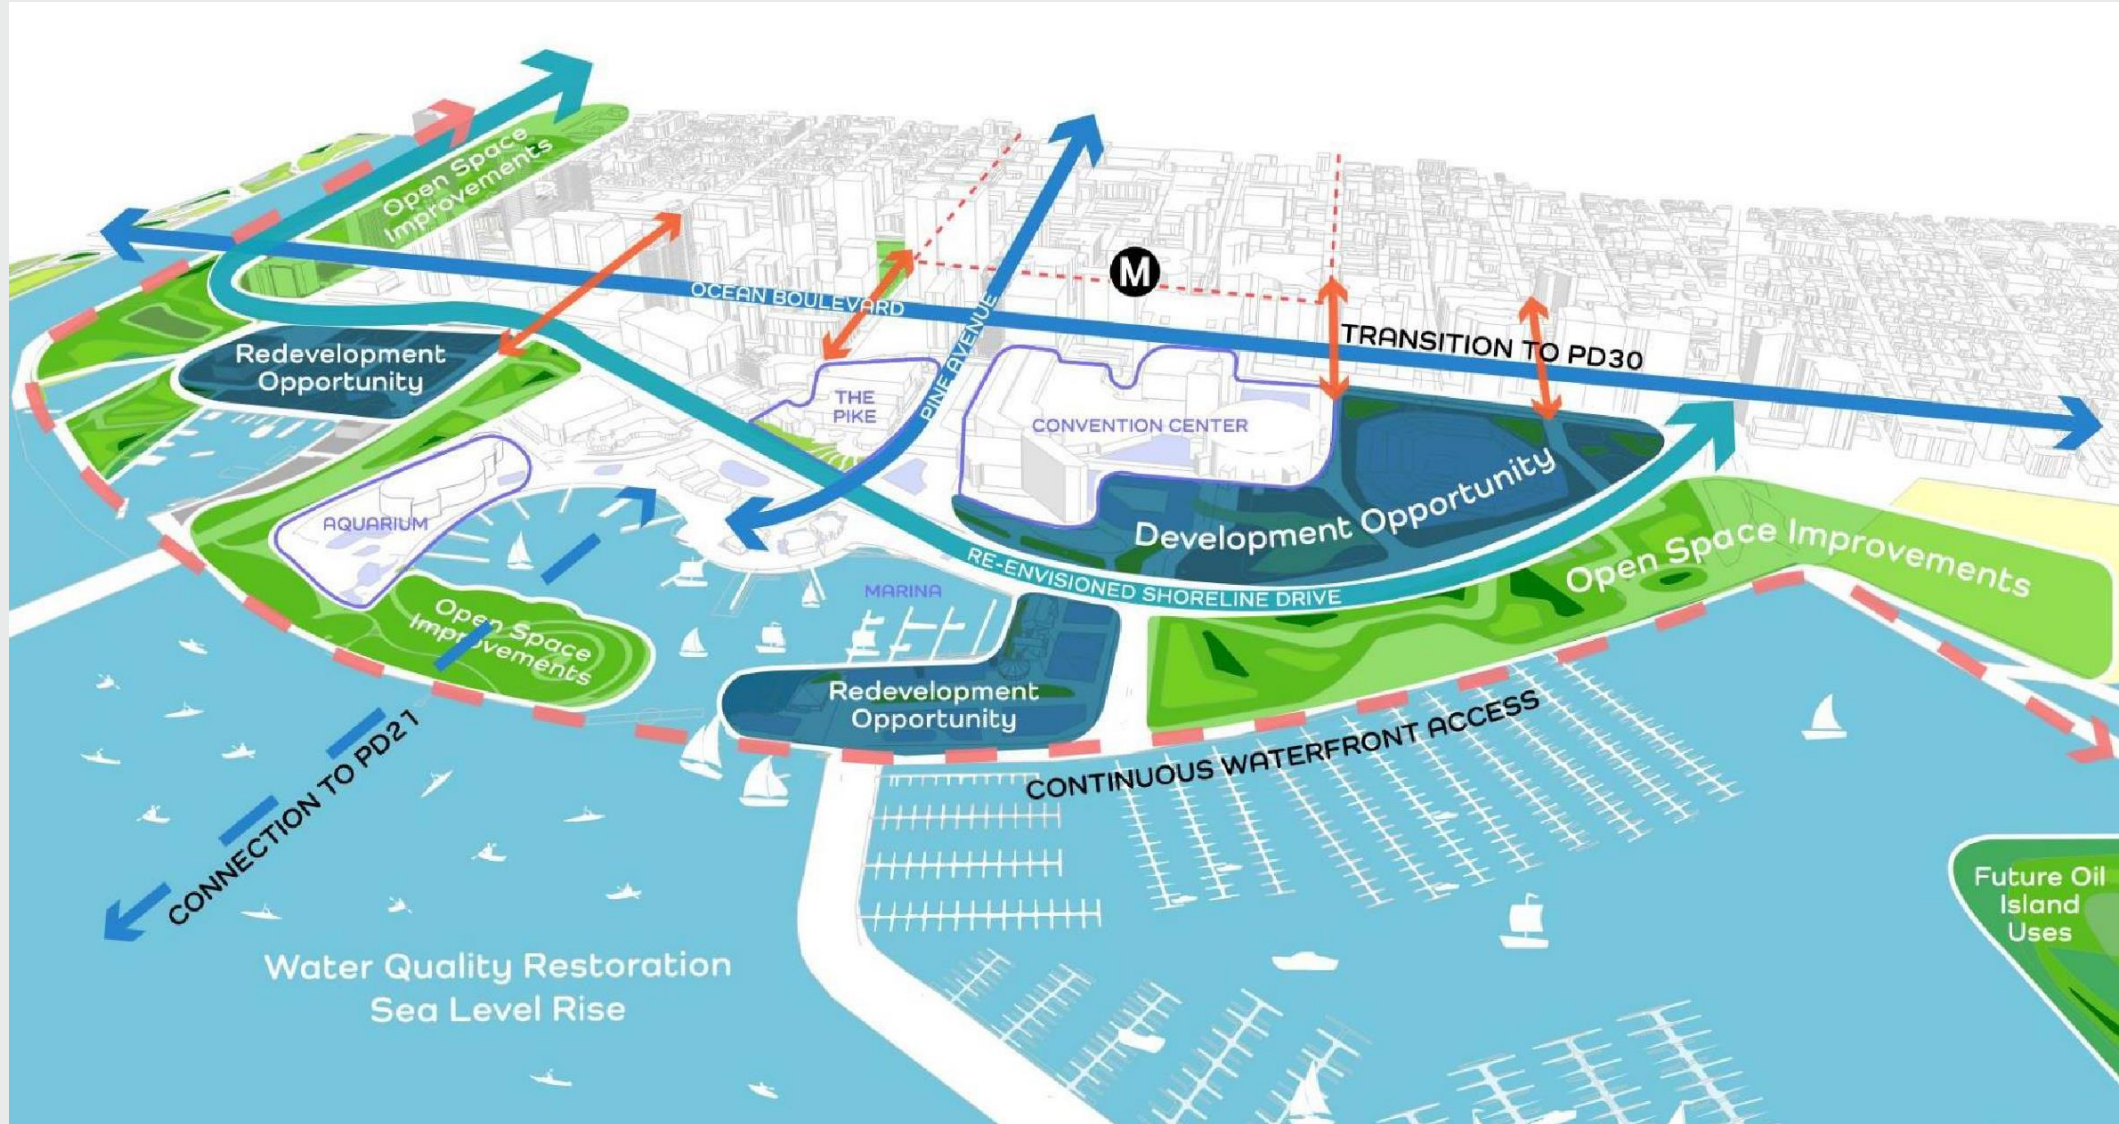 Open Space
Improvements
OCEAN BOULEVARD
M
PINE AVENUE
TRANSITION TO PD30
Redevelopment
Opportunity
THE
PIKE
CONVENTION CENTER
AQUARIUM
Development Opportunity
Open Space Improvements
RE-ENVISIONED SHORELINE DRIVE
MARINA
Open Space
Improvements
Redevelopment
Opportunity
CONTINUOUS WATERFRONT ACCESS
CONNECTION TO PD21
Future Oil
Island
Uses
Water Quality Restoration
Sea Level Rise